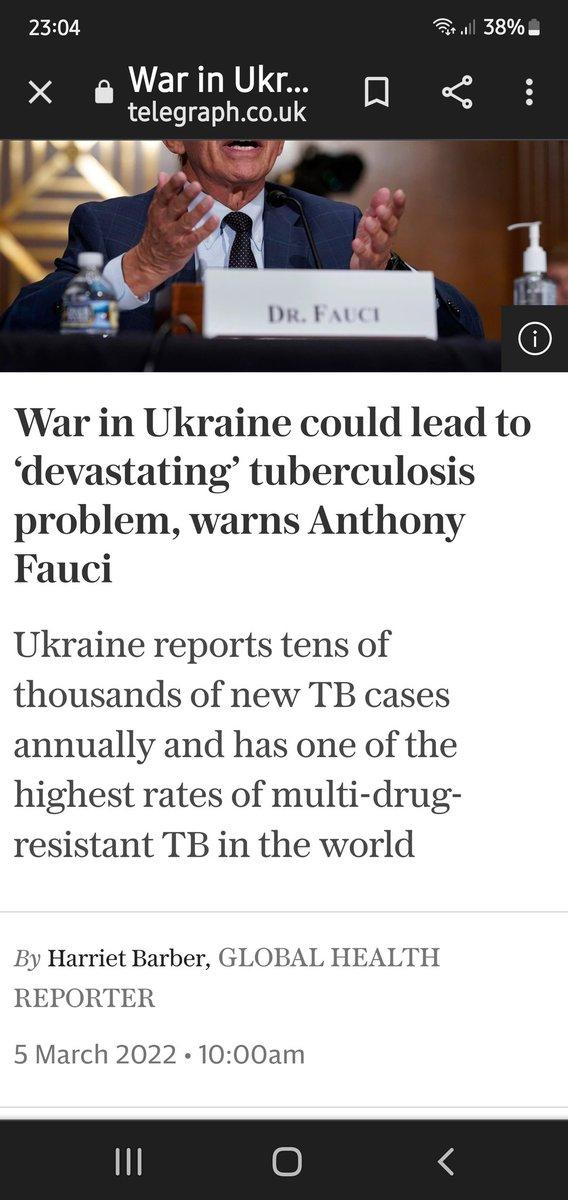 23:04
38%
War in Ukr...
telegraph.co.uk
DR. FAUCI
War in Ukraine could lead to
‘devastating’ tuberculosis
problem, warns Anthony
Fauci
Ukraine reports tens of
thousands of new TB cases
annually and has one of the
highest rates of multi-drug-
resistant TB in the world
By Harriet Barber, GLOBAL HEALTH
REPORTER
5 March 2022 • 10:00am